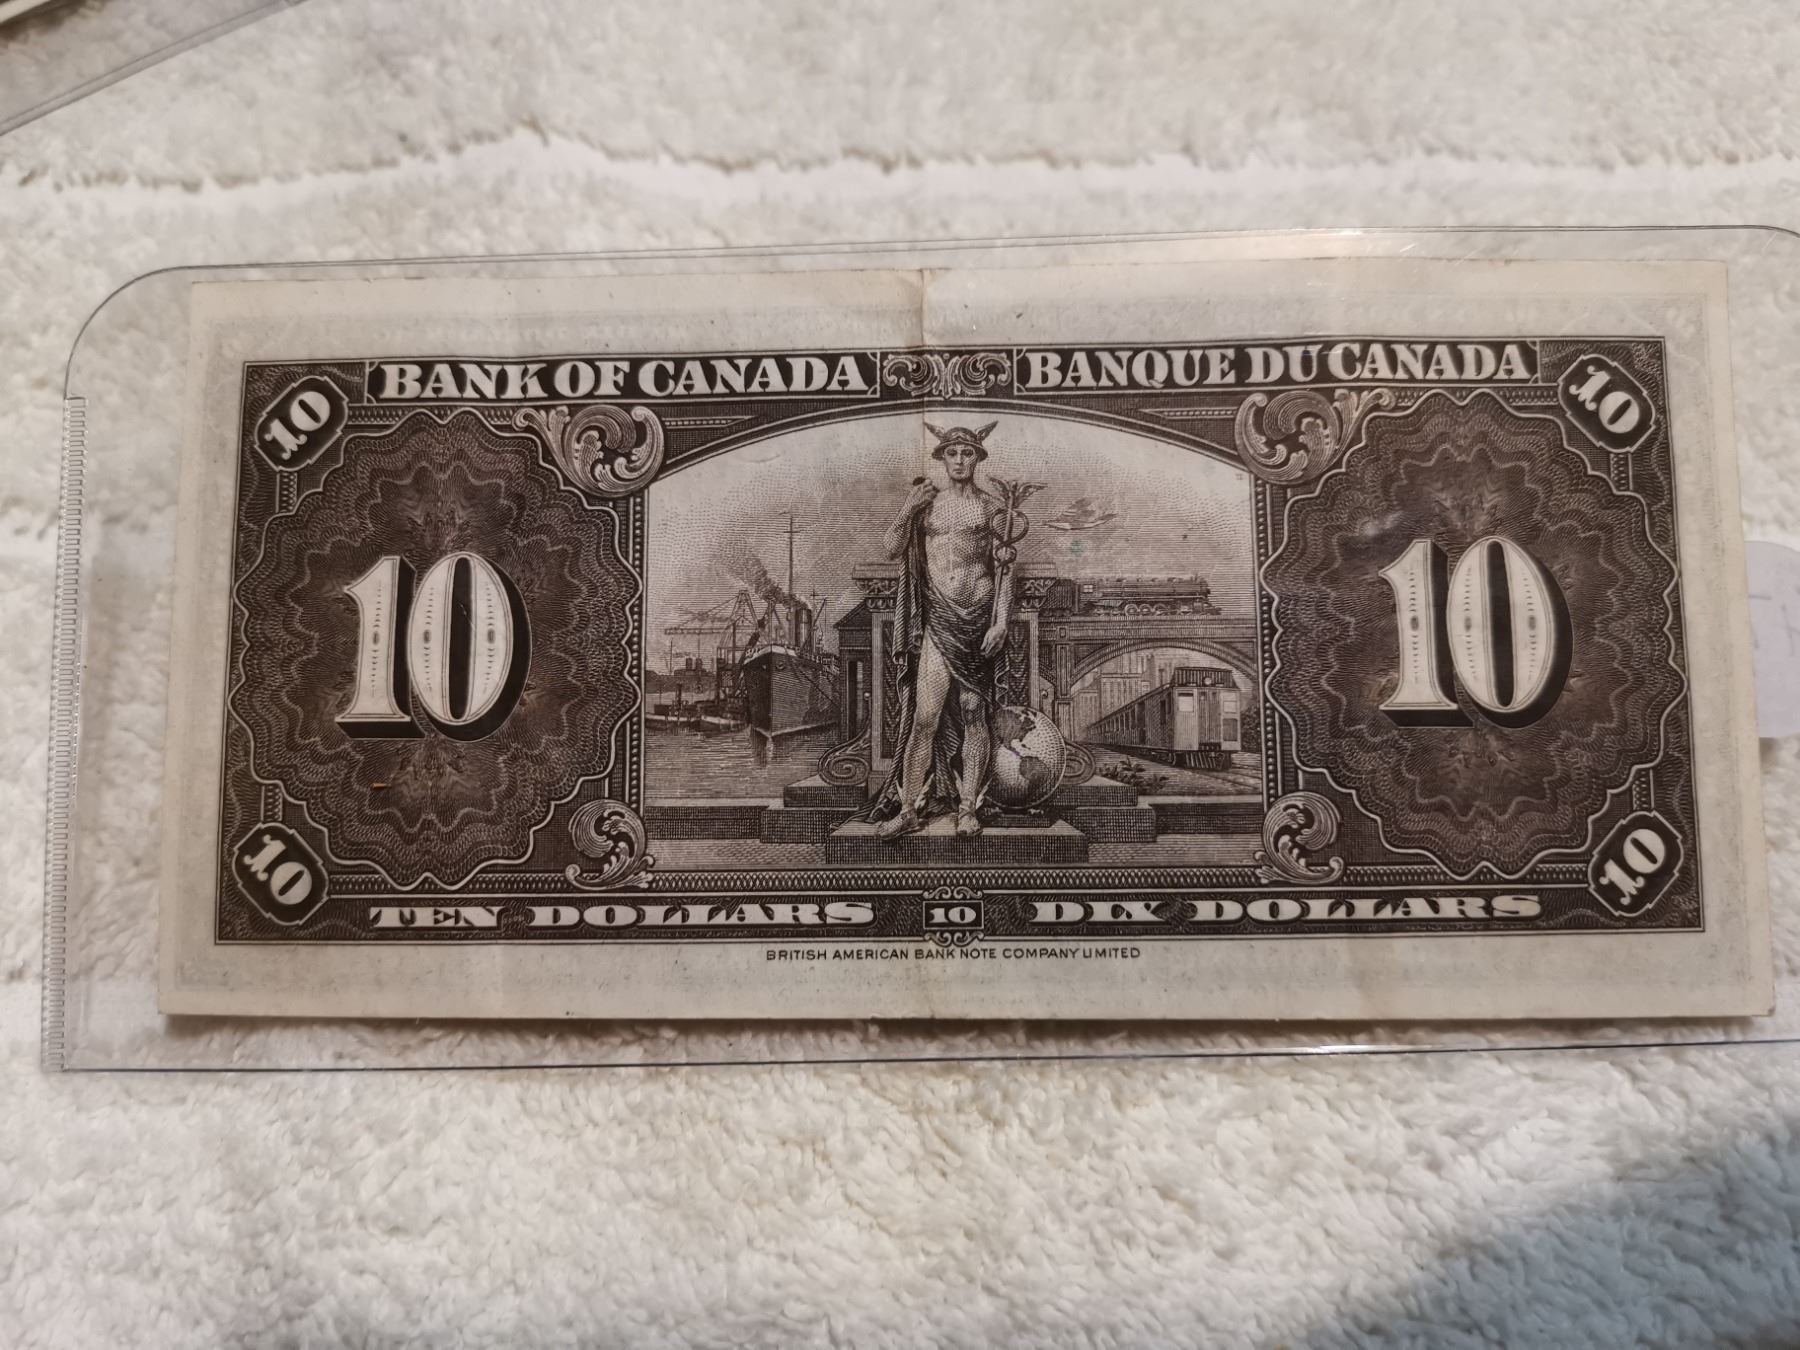 BANK OF CANADA BANQUE DU CANADA
10 10
10 10
10 10
TEN DOLLARS 10 DIX DOLLARS
BRITISH AMERICAN BANK NOTE COMPANY LIMITED